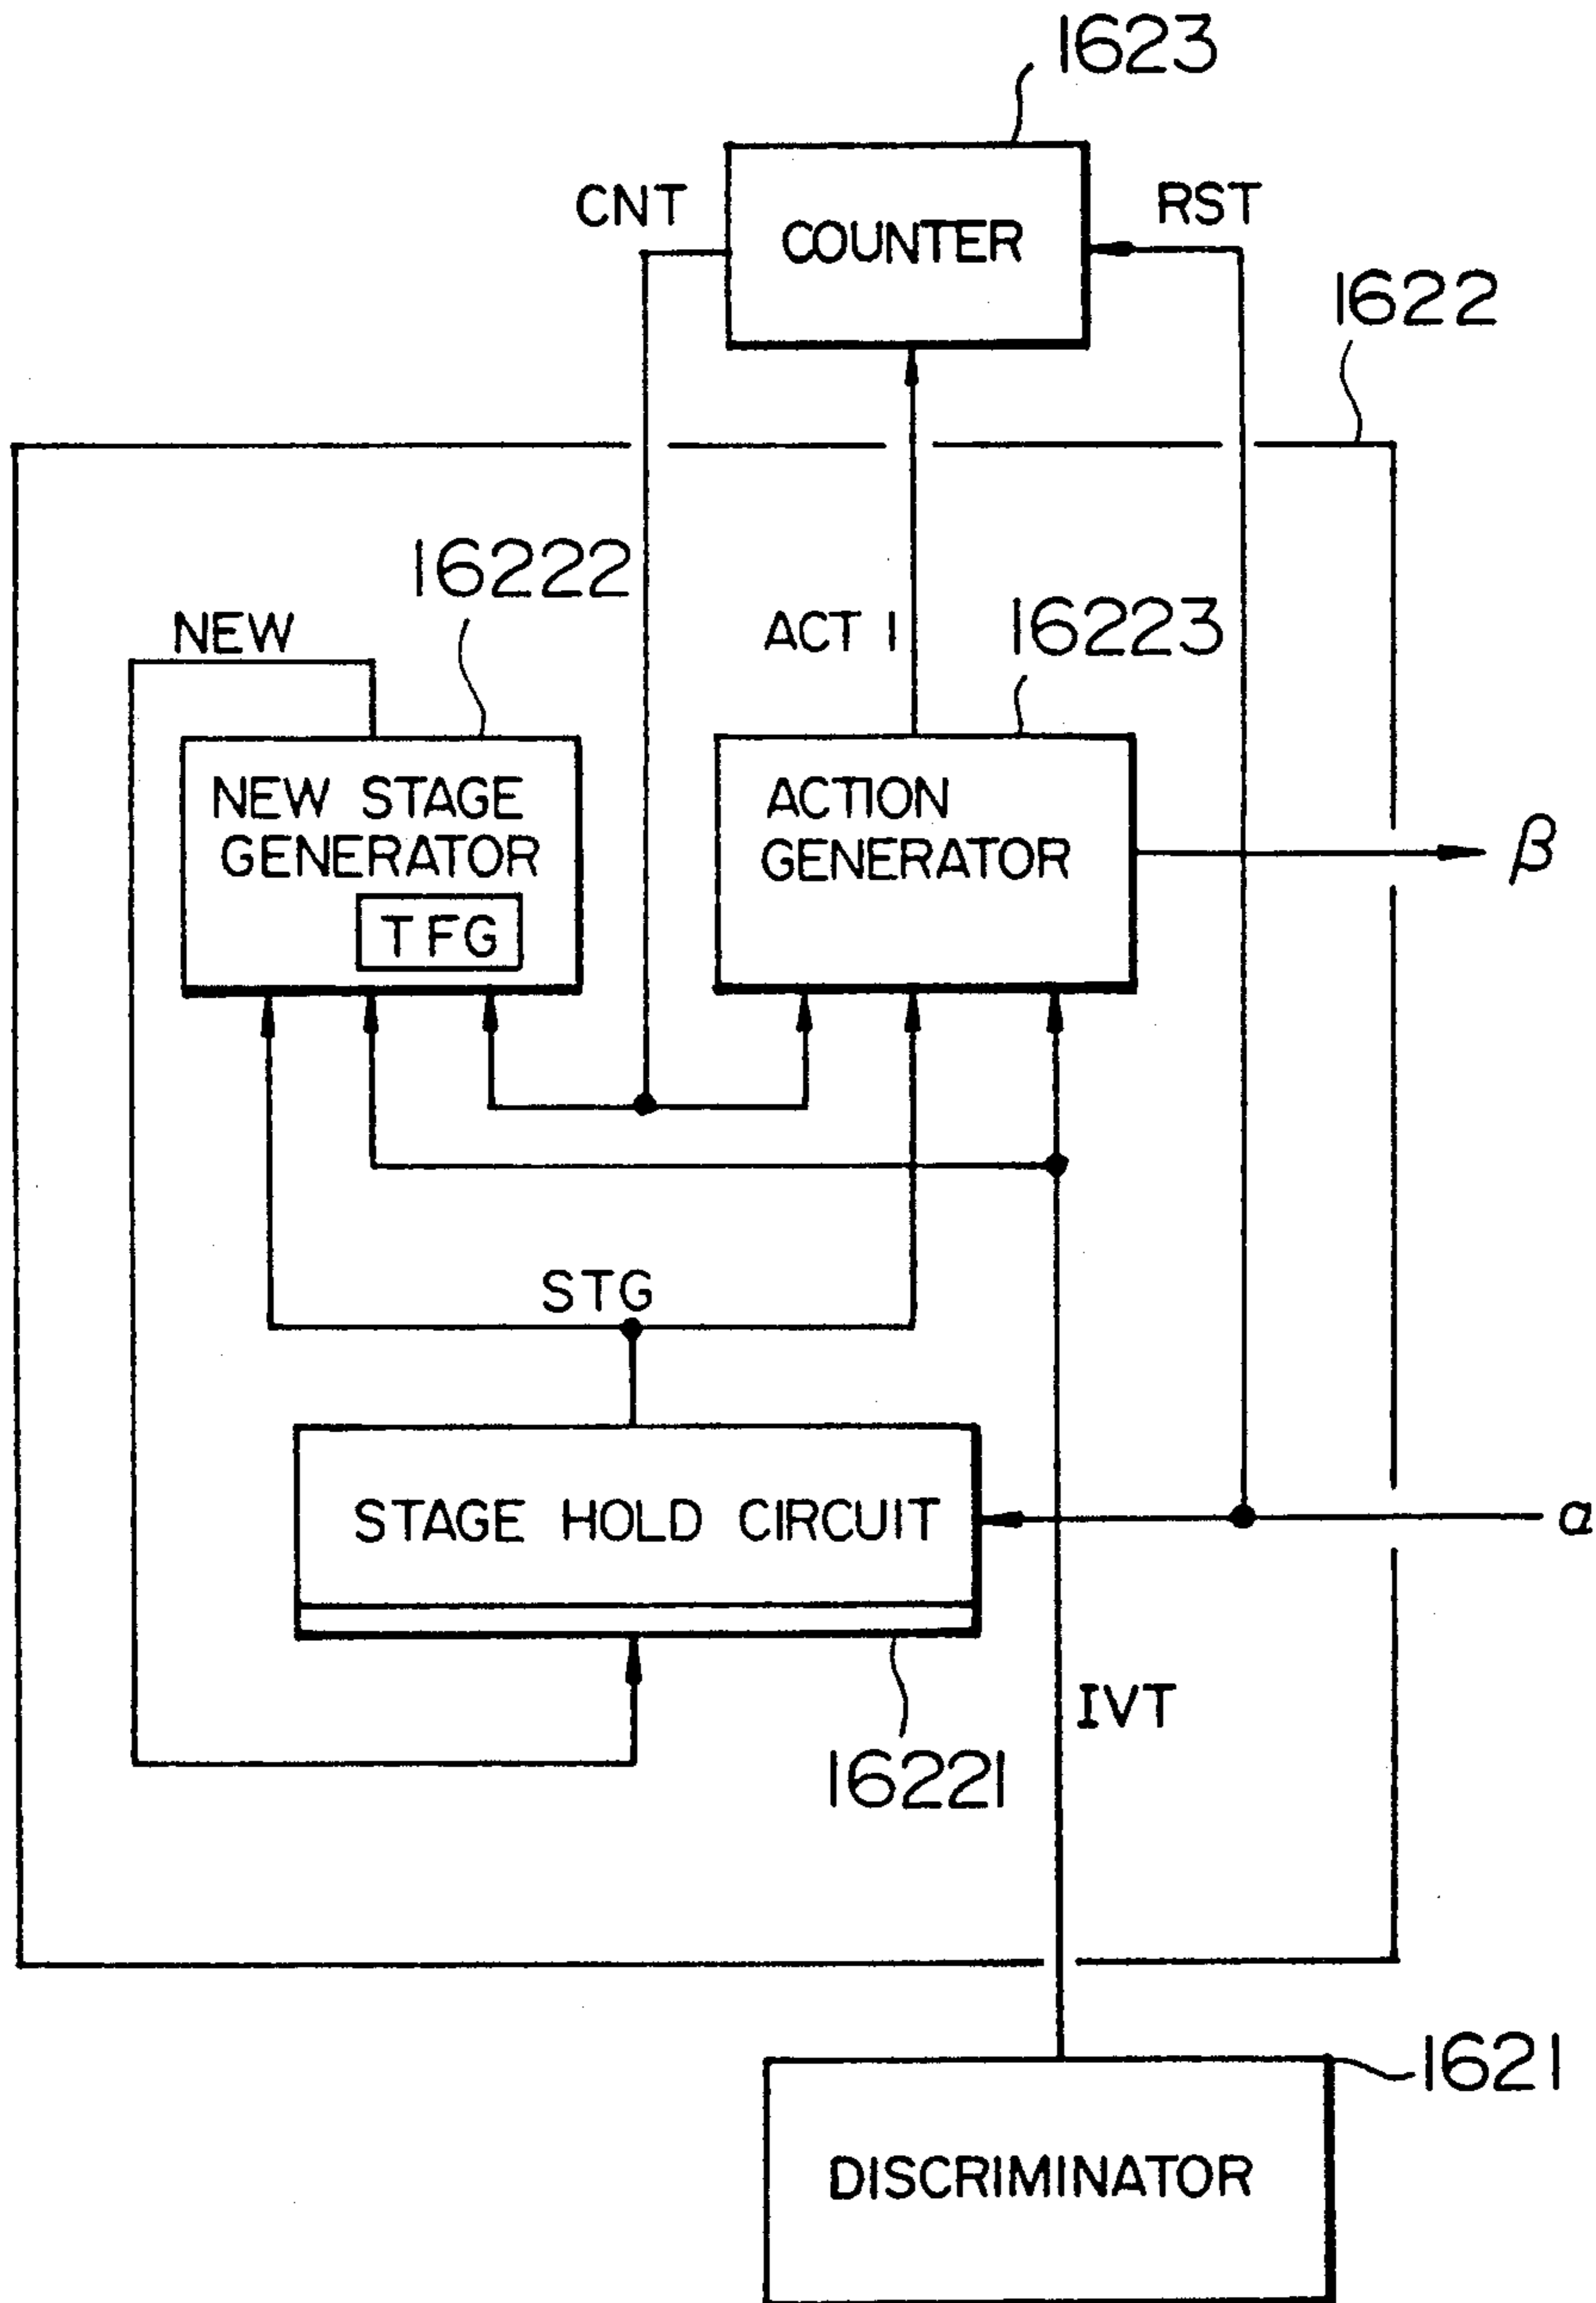 1623
CNT
RST
COUNTER
1622
16222
NEW
ACT 1
16223
NEW STAGE
GENERATOR
TFG
ACTION
GENERATOR
β
STG
STAGE HOLD CIRCUIT
α
IVT
16221
1621
DISCRIMINATOR